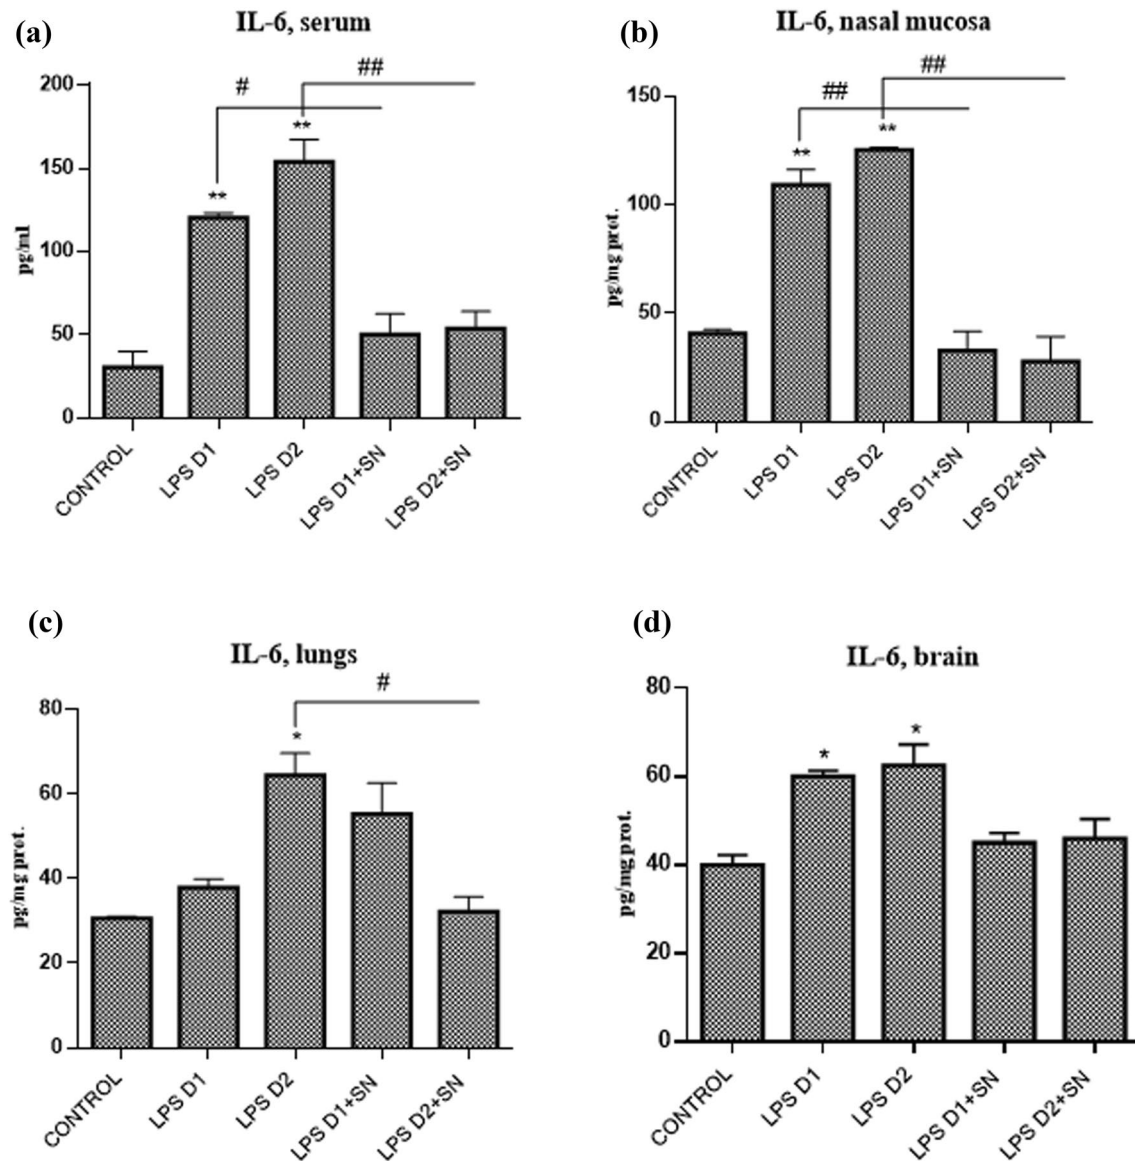 (a)
IL-6, serum
200
150
100
50
0
pg/ml
#
##
**
**
CONTROL
LPS D1
LPS D2
LPS D1+SN
LPS D2+SN
(b)
IL-6, nasal mucosa
150
100
50
0
pg/mg prot.
##
##
**
**
CONTROL
LPS D1
LPS D2
LPS D1+SN
LPS D2+SN
(c)
IL-6, lungs
80
60
40
20
0
pg/mg prot.
#
*
CONTROL
LPS D1
LPS D2
LPS D1+SN
LPS D2+SN
(d)
IL-6, brain
80
60
40
20
0
pg/mg prot.
*
*
CONTROL
LPS D1
LPS D2
LPS D1+SN
LPS D2+SN